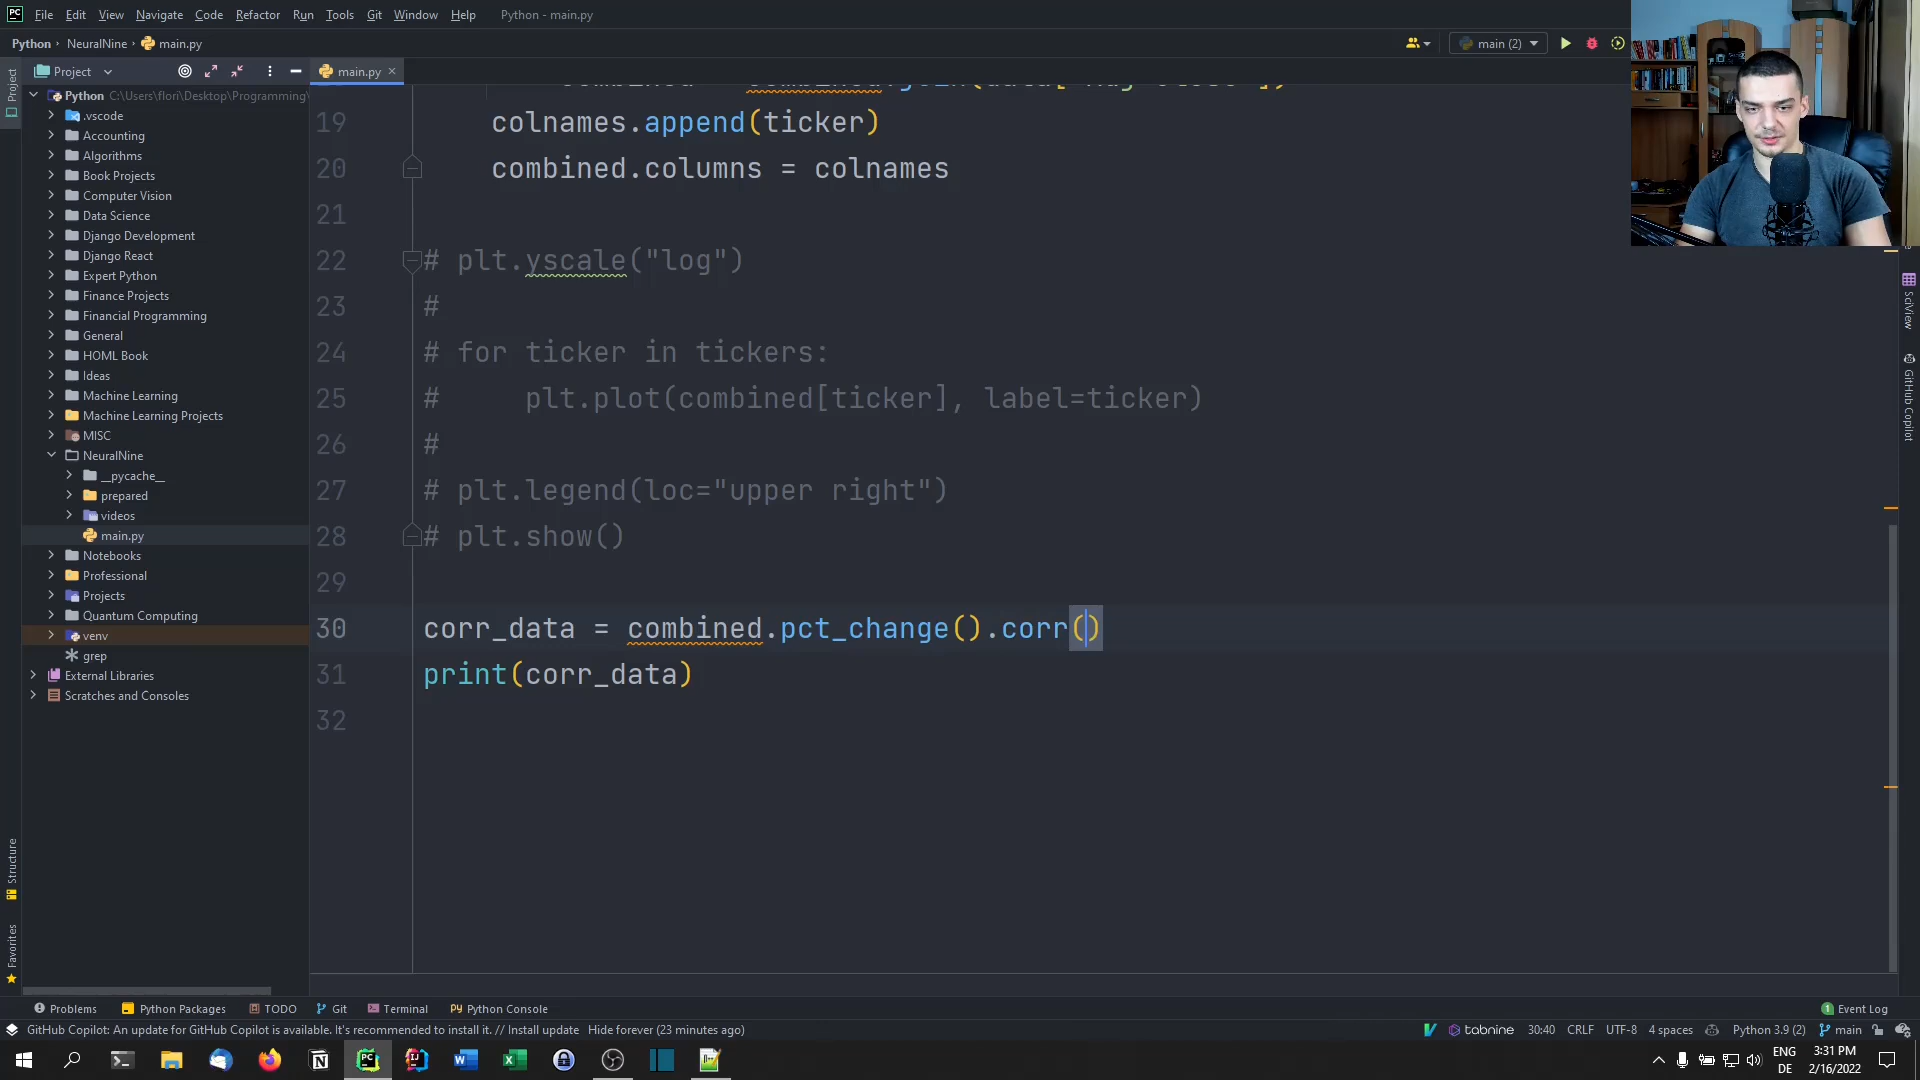 File Edit View Navigate Code Refactor Run Tools Git Window Help Python - main.py
Python NeuralNine main.py
main (2)
Project
main.py
Project
Python C:\Users\flori\Desktop\Programming\
.vscode
Accounting
Algorithms
Book Projects
Computer Vision
Data Science
Django Development
Django React
Expert Python
Finance Projects
Financial Programming
General
HOML Book
Ideas
Machine Learning
Machine Learning Projects
MISC
NeuralNine
__pycache__
prepared
videos
main.py
Notebooks
Professional
Projects
Quantum Computing
venv
grep
External Libraries
Scratches and Consoles
Structure
Favorites
19 colnames.append(ticker)
20 combined.columns = colnames
21
22 # plt.yscale("log")
23 #
24 # for ticker in tickers:
25 #     plt.plot(combined[ticker], label=ticker)
26 #
27 # plt.legend(loc="upper right")
28 # plt.show()
29
30 corr_data = combined.pct_change().corr()
31 print(corr_data)
32
SciView
GitHub Copilot
Problems Python Packages TODO Git Terminal Python Console
1 Event Log
GitHub Copilot: An update for GitHub Copilot is available. It's recommended to install it. // Install update Hide forever (23 minutes ago)
tabnine 30:40 CRLF UTF-8 4 spaces Python 3.9 (2) main
ENG
DE
3:31 PM
2/16/2022